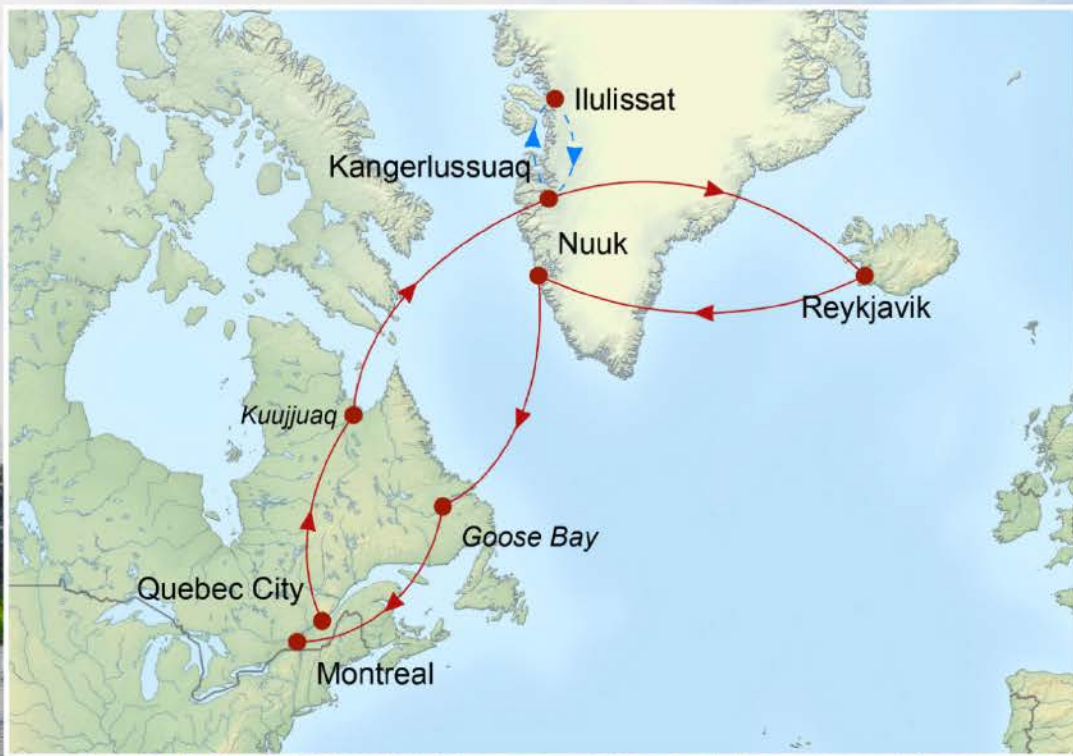 Ilulissat
Kangerlussuaq
Nuuk
Reykjavik
Kuujjuaq
Goose Bay
Quebec City
Montreal